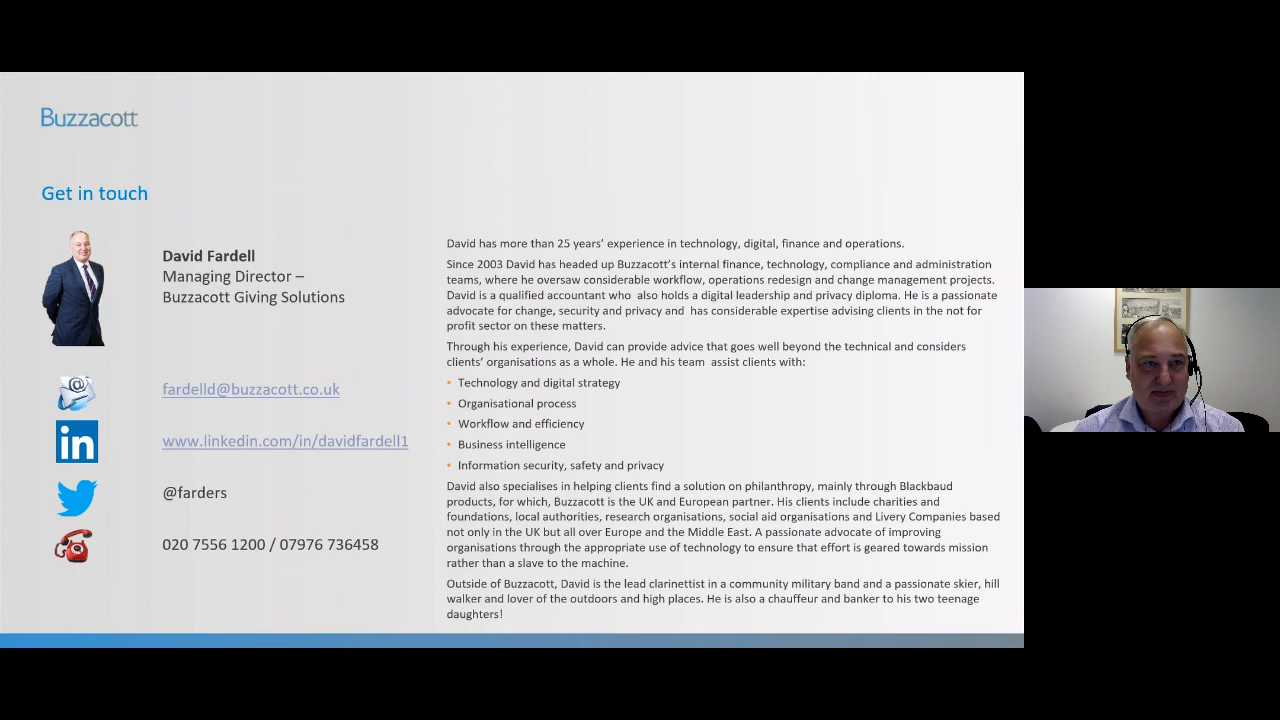 Buzzacott
Get in touch
David Fardell
Managing Director –
Buzzacott Giving Solutions
fardelld@buzzacott.co.uk
www.linkedin.com/in/davidfardell1
@farders
020 7556 1200 / 07976 736458
David has more than 25 years' experience in technology, digital, finance and operations.
Since 2003 David has headed up Buzzacott's internal finance, technology, compliance and administration
teams, where he oversaw considerable workflow, operations redesign and change management projects.
David is a qualified accountant who also holds a digital leadership and privacy diploma. He is a passionate
advocate for change, security and privacy and has considerable expertise advising clients in the not for
profit sector on these matters.
Through his experience, David can provide advice that goes well beyond the technical and considers
clients' organisations as a whole. He and his team assist clients with:
• Technology and digital strategy
• Organisational process
• Workflow and efficiency
• Business intelligence
• Information security, safety and privacy
David also specialises in helping clients find a solution on philanthropy, mainly through Blackbaud
products, for which, Buzzacott is the UK and European partner. His clients include charities and
foundations, local authorities, research organisations, social aid organisations and Livery Companies based
not only in the UK but all over Europe and the Middle East. A passionate advocate of improving
organisations through the appropriate use of technology to ensure that effort is geared towards mission
rather than a slave to the machine.
Outside of Buzzacott, David is the lead clarinettist in a community military band and a passionate skier, hill
walker and lover of the outdoors and high places. He is also a chauffeur and banker to his two teenage
daughters!